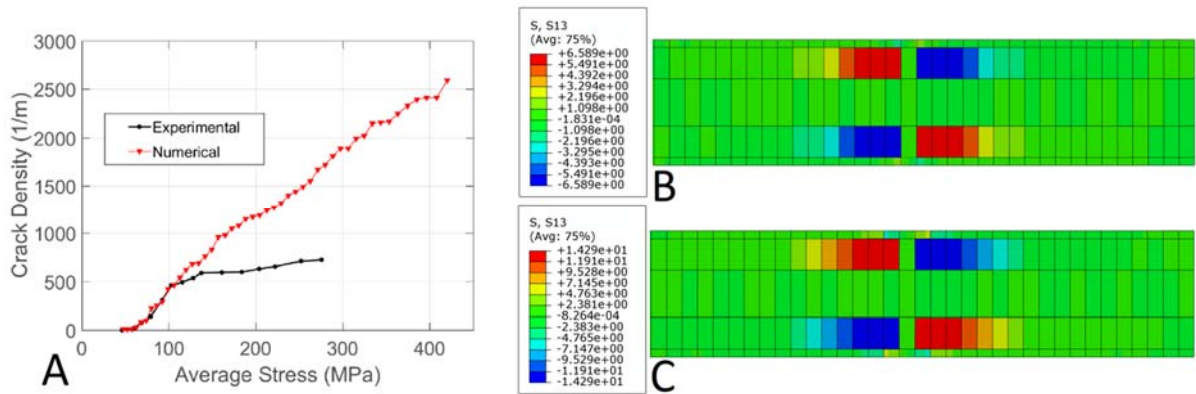 3000
2500
2000
1500
1000
500
0
Crack Density (1/m)
Experimental
Numerical
0 100 200 300 400
Average Stress (MPa)
A
S, S13
(Avg: 75%)
+6.589e+00
+5.491e+00
+4.392e+00
+3.294e+00
+2.196e+00
+1.098e+00
-1.831e-04
-1.098e+00
-2.196e+00
-3.295e+00
-4.393e+00
-5.491e+00
-6.589e+00
B
S, S13
(Avg: 75%)
+1.429e+01
+1.191e+01
+9.528e+00
+7.145e+00
+4.763e+00
+2.381e+00
-8.264e-04
-2.383e+00
-4.765e+00
-7.147e+00
-9.529e+00
-1.191e+01
-1.429e+01
C